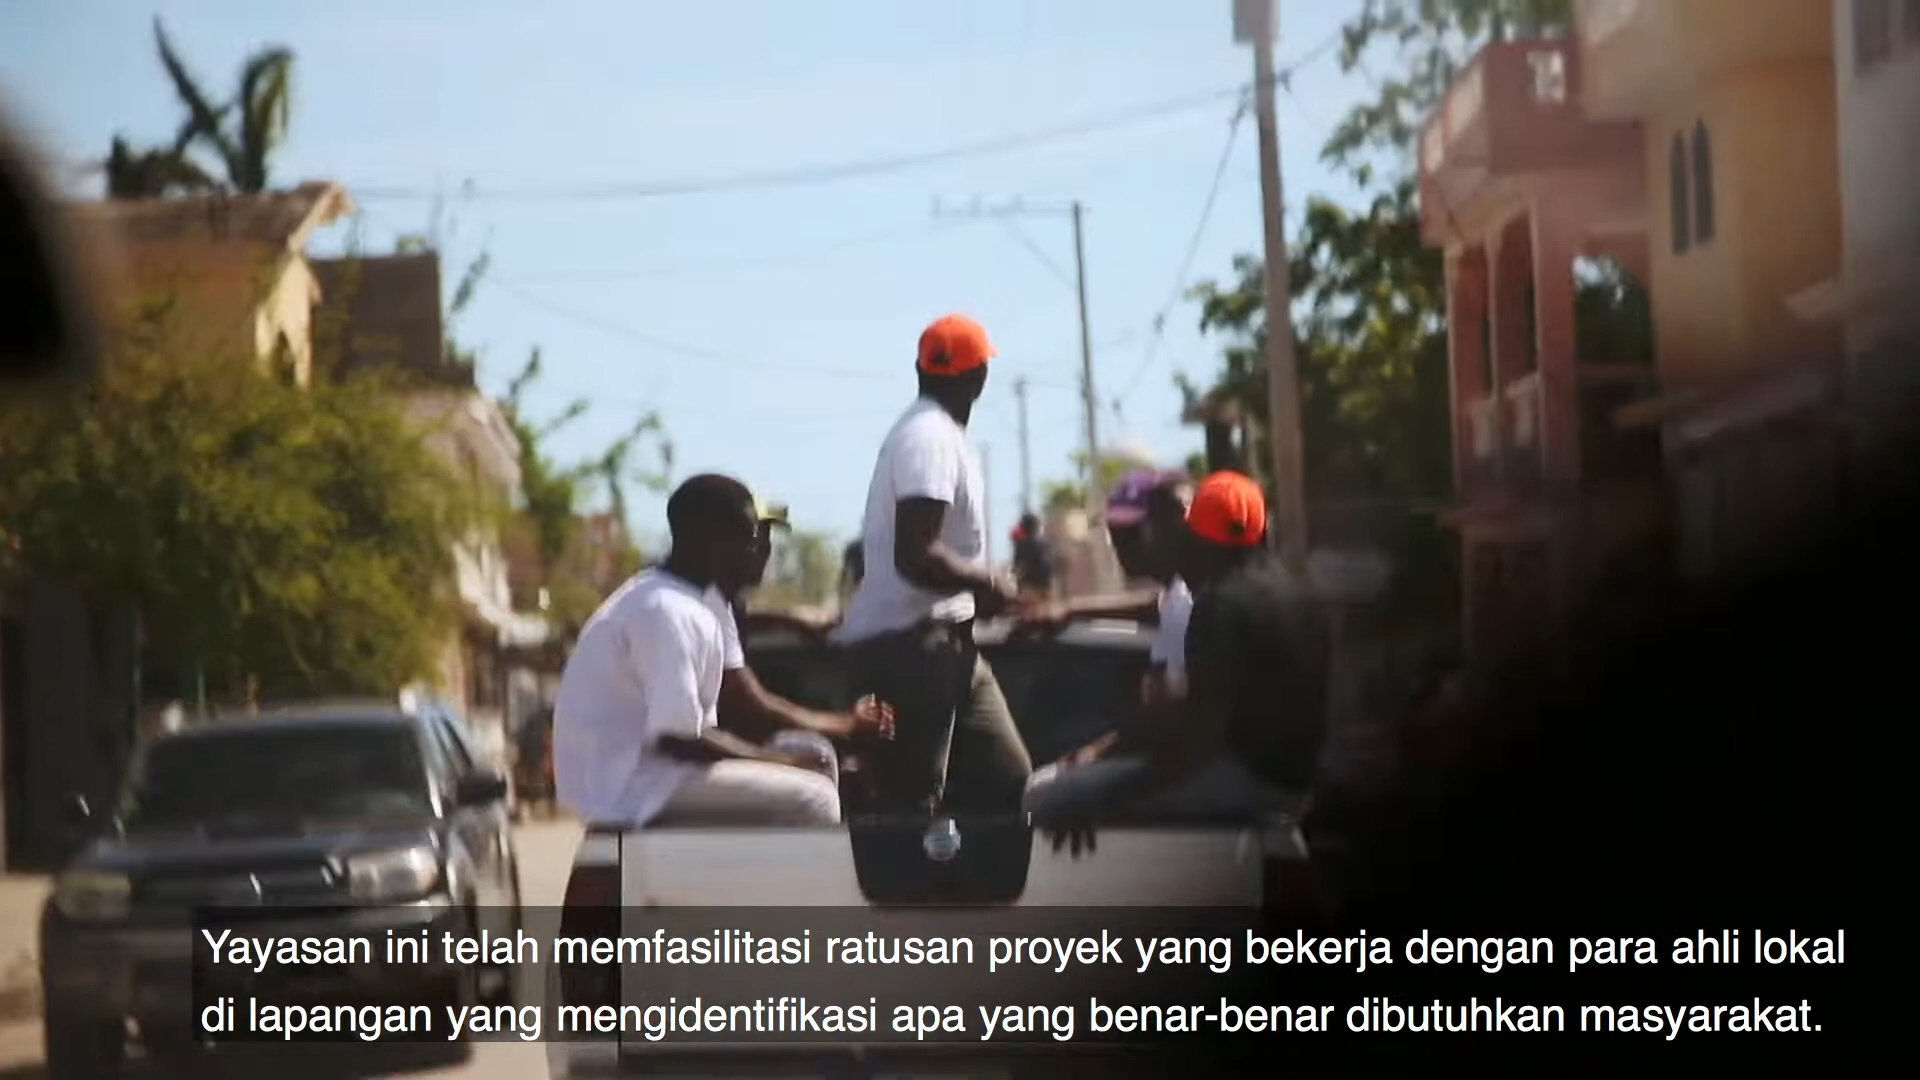 Yayasan ini telah memfasilitasi ratusan proyek yang bekerja dengan para ahli lokal
di lapangan yang mengidentifikasi apa yang benar-benar dibutuhkan masyarakat.